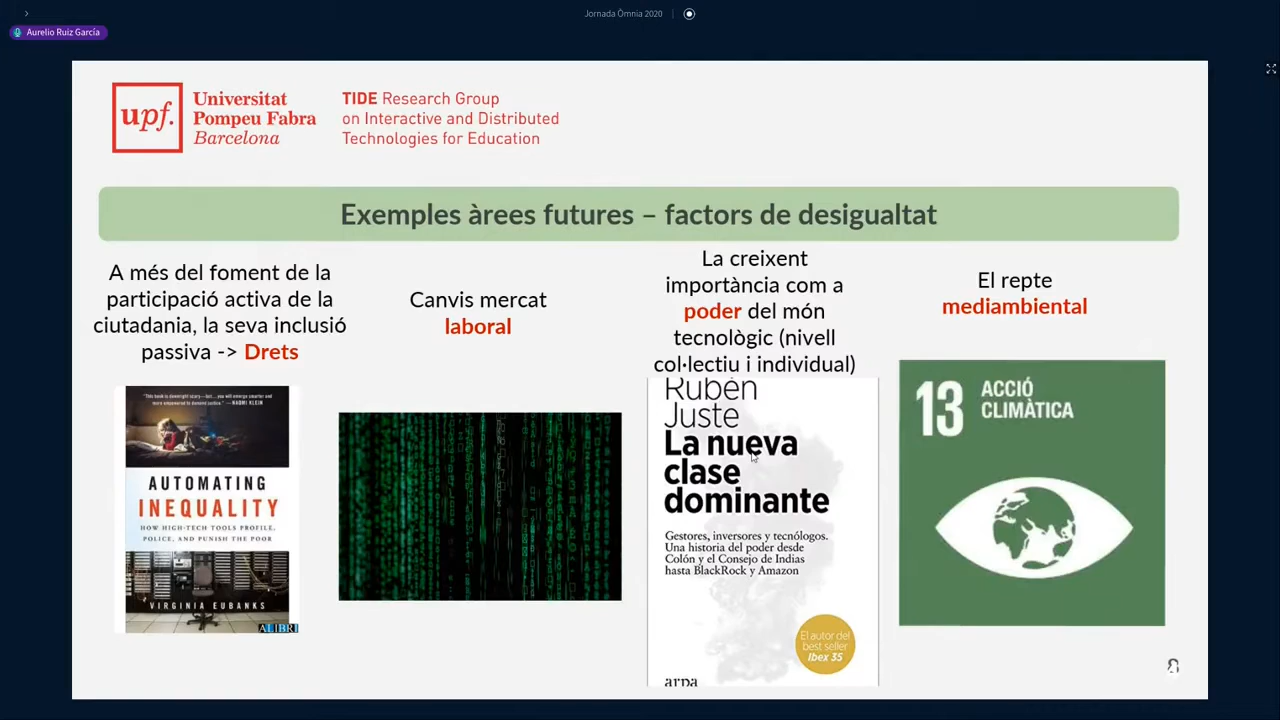 Jornada Òmnia 2020
Aurelio Ruiz García
upf.
Universitat
Pompeu Fabra
Barcelona
TIDE Research Group
on Interactive and Distributed
Technologies for Education
Exemples àrees futures – factors de desigualtat
A més del foment de la
participació activa de la
ciutadania, la seva inclusió
passiva -> Drets
Canvis mercat
laboral
La creixent
importància com a
poder del món
tecnològic (nivell
col·lectiu i individual)
El repte
mediambiental
AUTOMATING
INEQUALITY
HOW HIGH-TECH TOOLS PROFILE,
POLICE, AND PUNISH THE POOR
VIRGINIA EUBANKS
ALIBRI
Rubén
Juste
La nueva
clase
dominante
Gestores, inversores y tecnólogos.
Una historia del poder desde
Colón y el Consejo de Indias
hasta BlackRock y Amazon
El autor del
best seller
Ibex 35
arpa
13 ACCIÓ
CLIMÀTICA
8